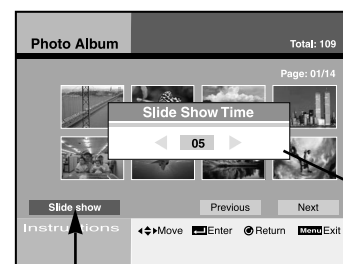 Photo Album
Total: 109
Page: 01/14
Slide Show Time
05
Slide show
Previous
Next
Instructions
Move Enter Return Menu Exit